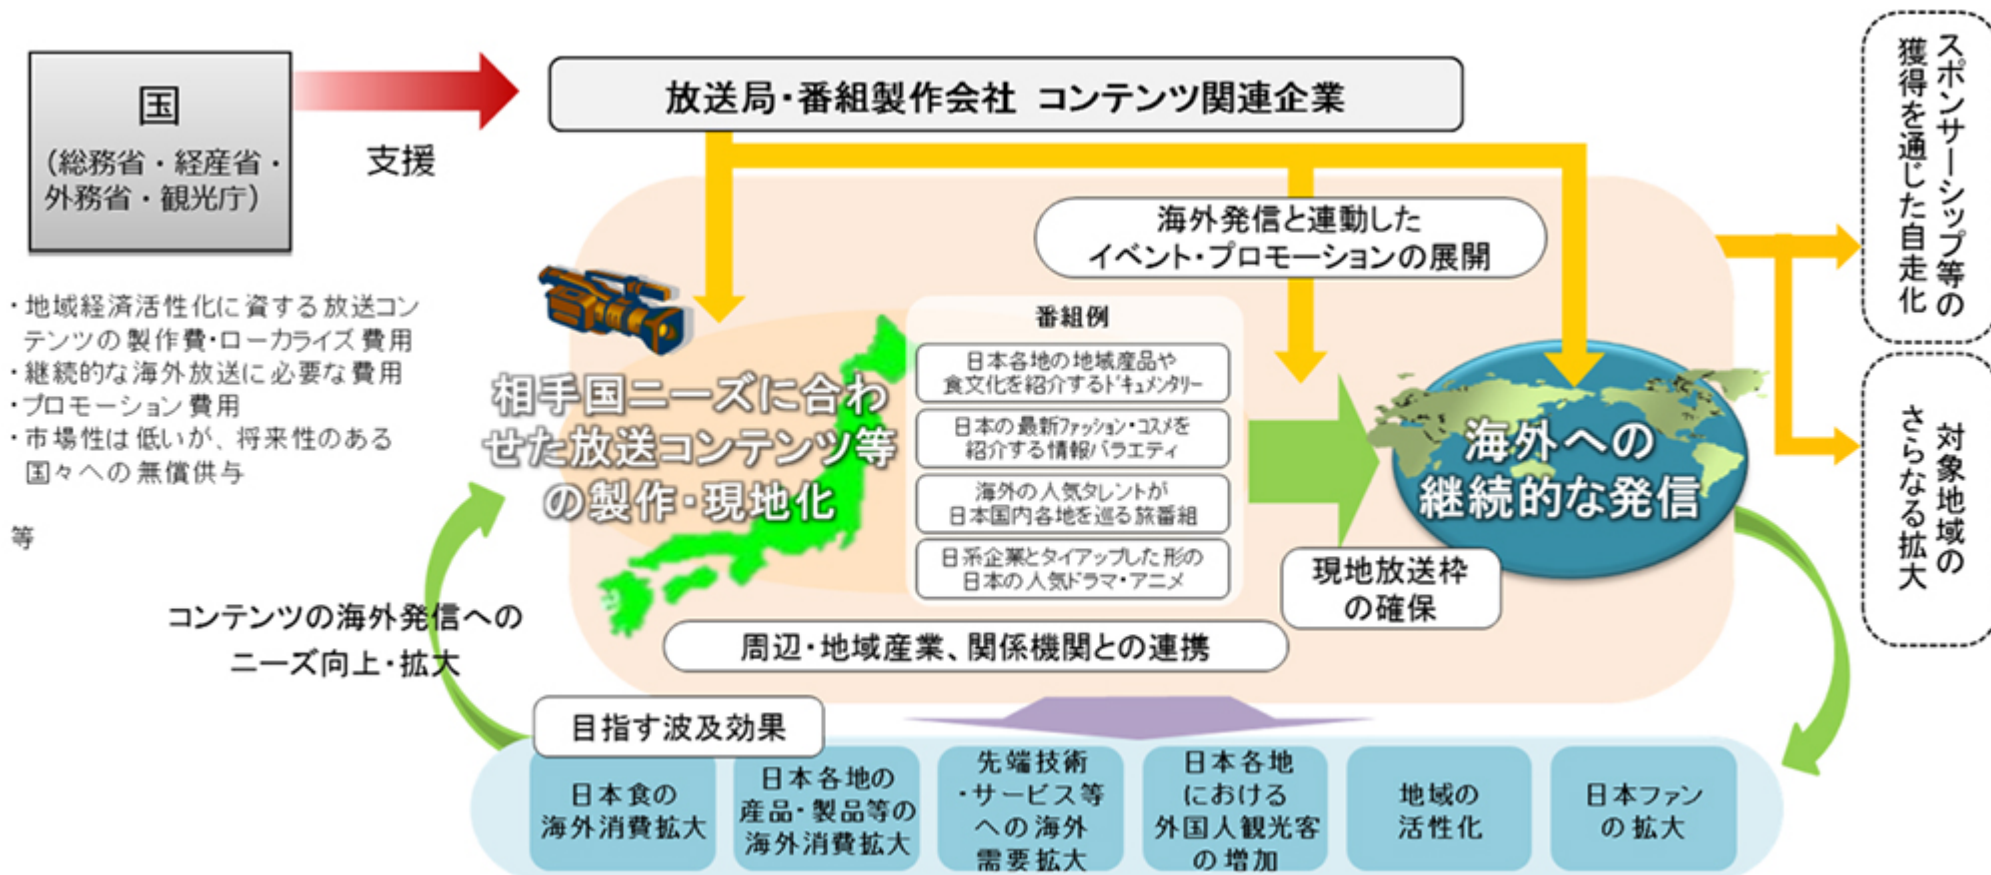 国
（総務省・経産省・
外務省・観光庁）
支援
放送局・番組製作会社 コンテンツ関連企業
・地域経済活性化に資する放送コン
テンツの製作費・ローカライズ費用
・継続的な海外放送に必要な費用
・プロモーション費用
・市場性は低いが、将来性のある
国々への無償供与
等
海外発信と連動した
イベント・プロモーションの展開
相手国ニーズに合わ
せた放送コンテンツ等
の製作・現地化
番組例
日本各地の地域産品や
食文化を紹介するドキュメンタリー
日本の最新ファッション・コスメを
紹介する情報バラエティ
海外の人気タレントが
日本国内各地を巡る旅番組
日系企業とタイアップした形の
日本の人気ドラマ・アニメ
海外への
継続的な発信
現地放送枠
の確保
周辺・地域産業、関係機関との連携
スポンサーシップ等の
獲得を通じた自走化
対象地域の
さらなる拡大
コンテンツの海外発信への
ニーズ向上・拡大
目指す波及効果
日本食の
海外消費拡大
日本各地の
産品・製品等の
海外消費拡大
先端技術
・サービス等
への海外
需要拡大
日本各地
における
外国人観光客
の増加
地域の
活性化
日本ファン
の拡大